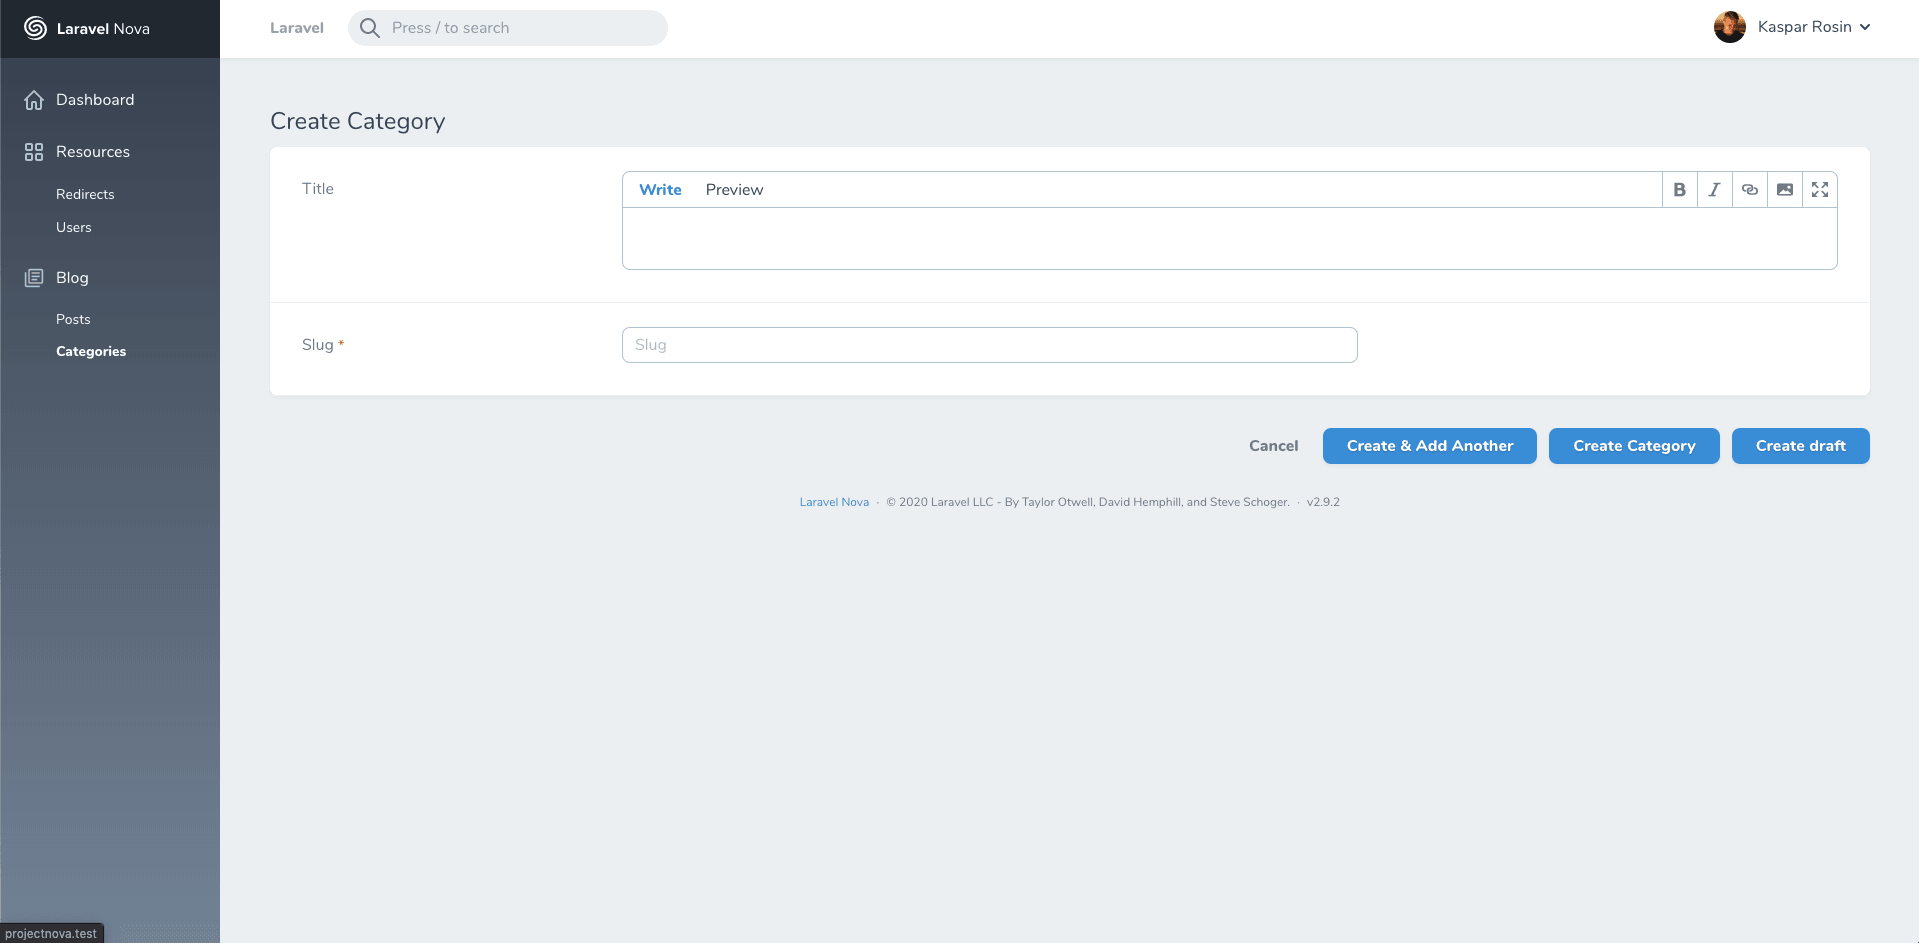 Laravel Nova
Laravel
Press / to search
Kaspar Rosin
Dashboard
Resources
Redirects
Users
Blog
Posts
Categories
Create Category
Title
Write
Preview
B
I
Slug *
Slug
Cancel
Create & Add Another
Create Category
Create draft
Laravel Nova · © 2020 Laravel LLC - By Taylor Otwell, David Hemphill, and Steve Schoger. · v2.9.2
projectnova.test